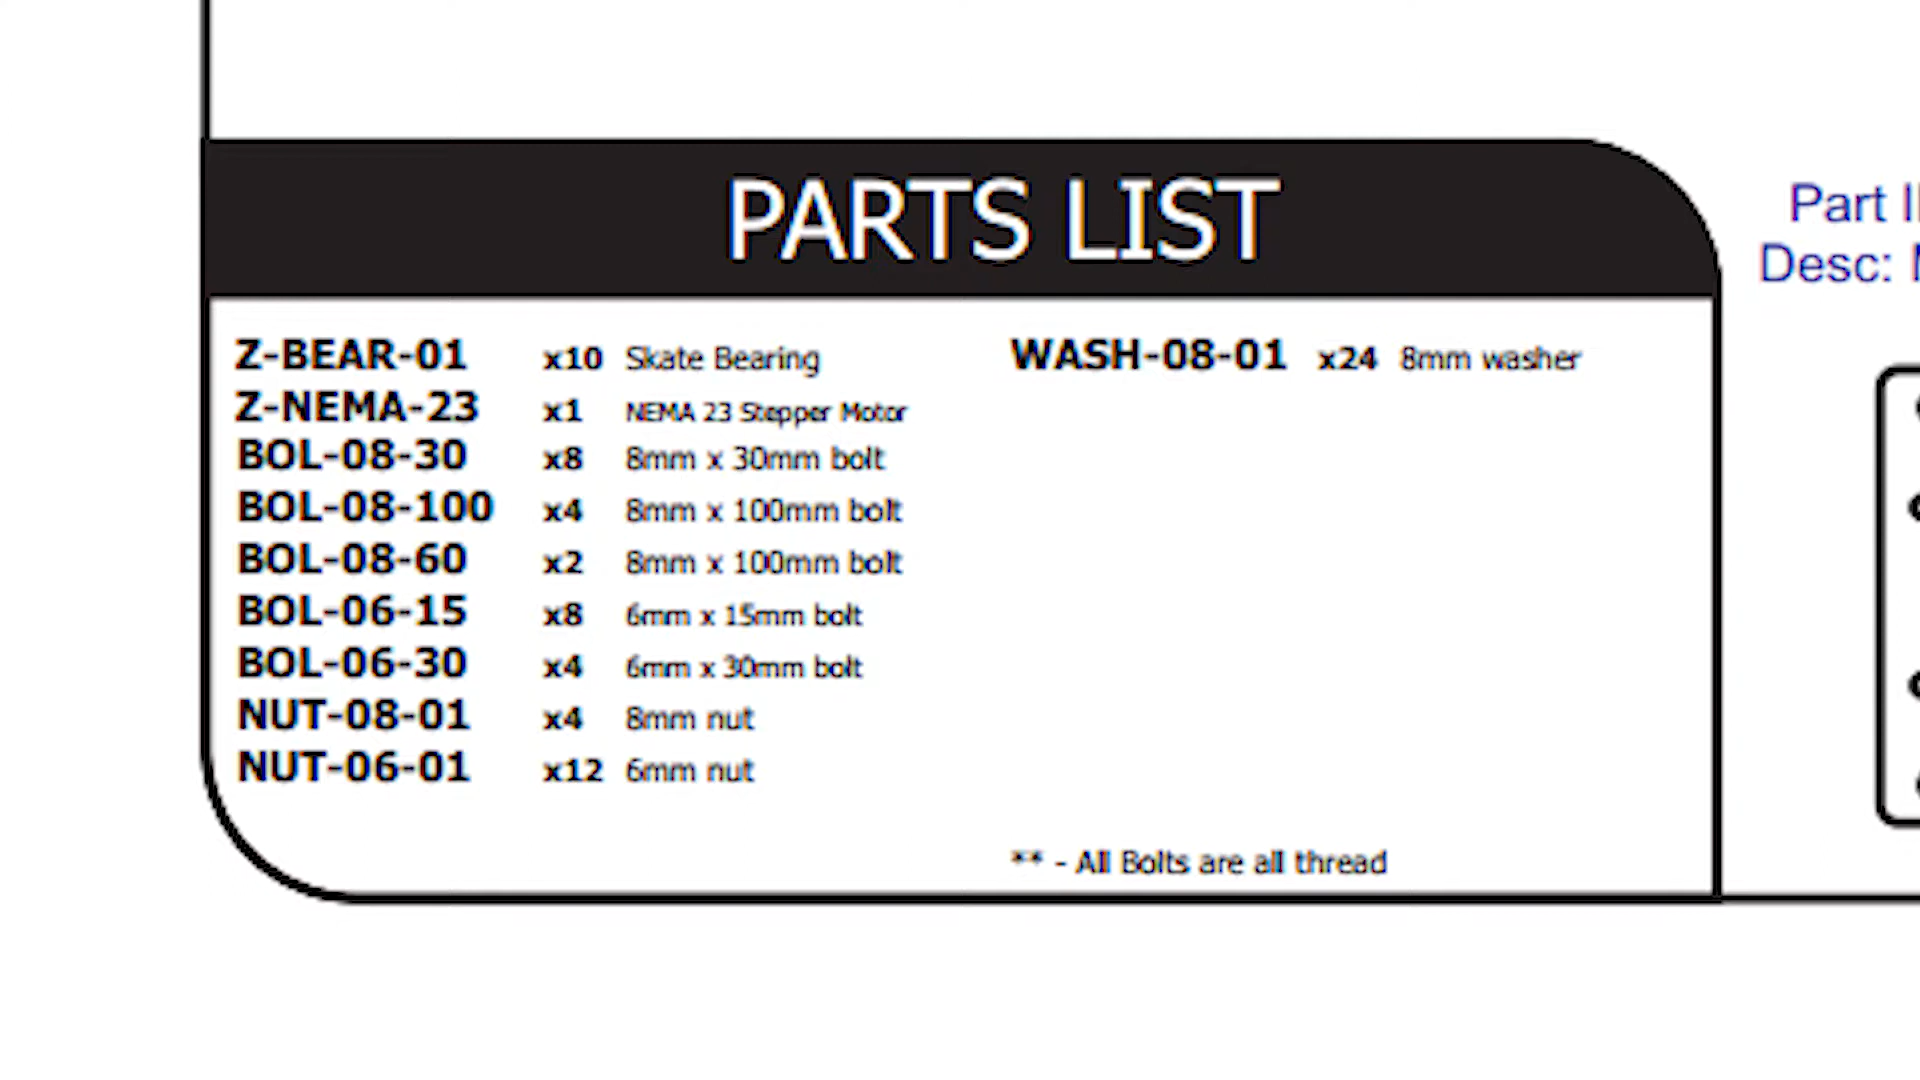 PARTS LIST
Z-BEAR-01 x10 Skate Bearing
Z-NEMA-23 x1 NEMA 23 Stepper Motor
BOL-08-30 x8 8mm x 30mm bolt
BOL-08-100 x4 8mm x 100mm bolt
BOL-08-60 x2 8mm x 100mm bolt
BOL-06-15 x8 6mm x 15mm bolt
BOL-06-30 x4 6mm x 30mm bolt
NUT-08-01 x4 8mm nut
NUT-06-01 x12 6mm nut
WASH-08-01 x24 8mm washer
** - All Bolts are all thread
Part
Desc: